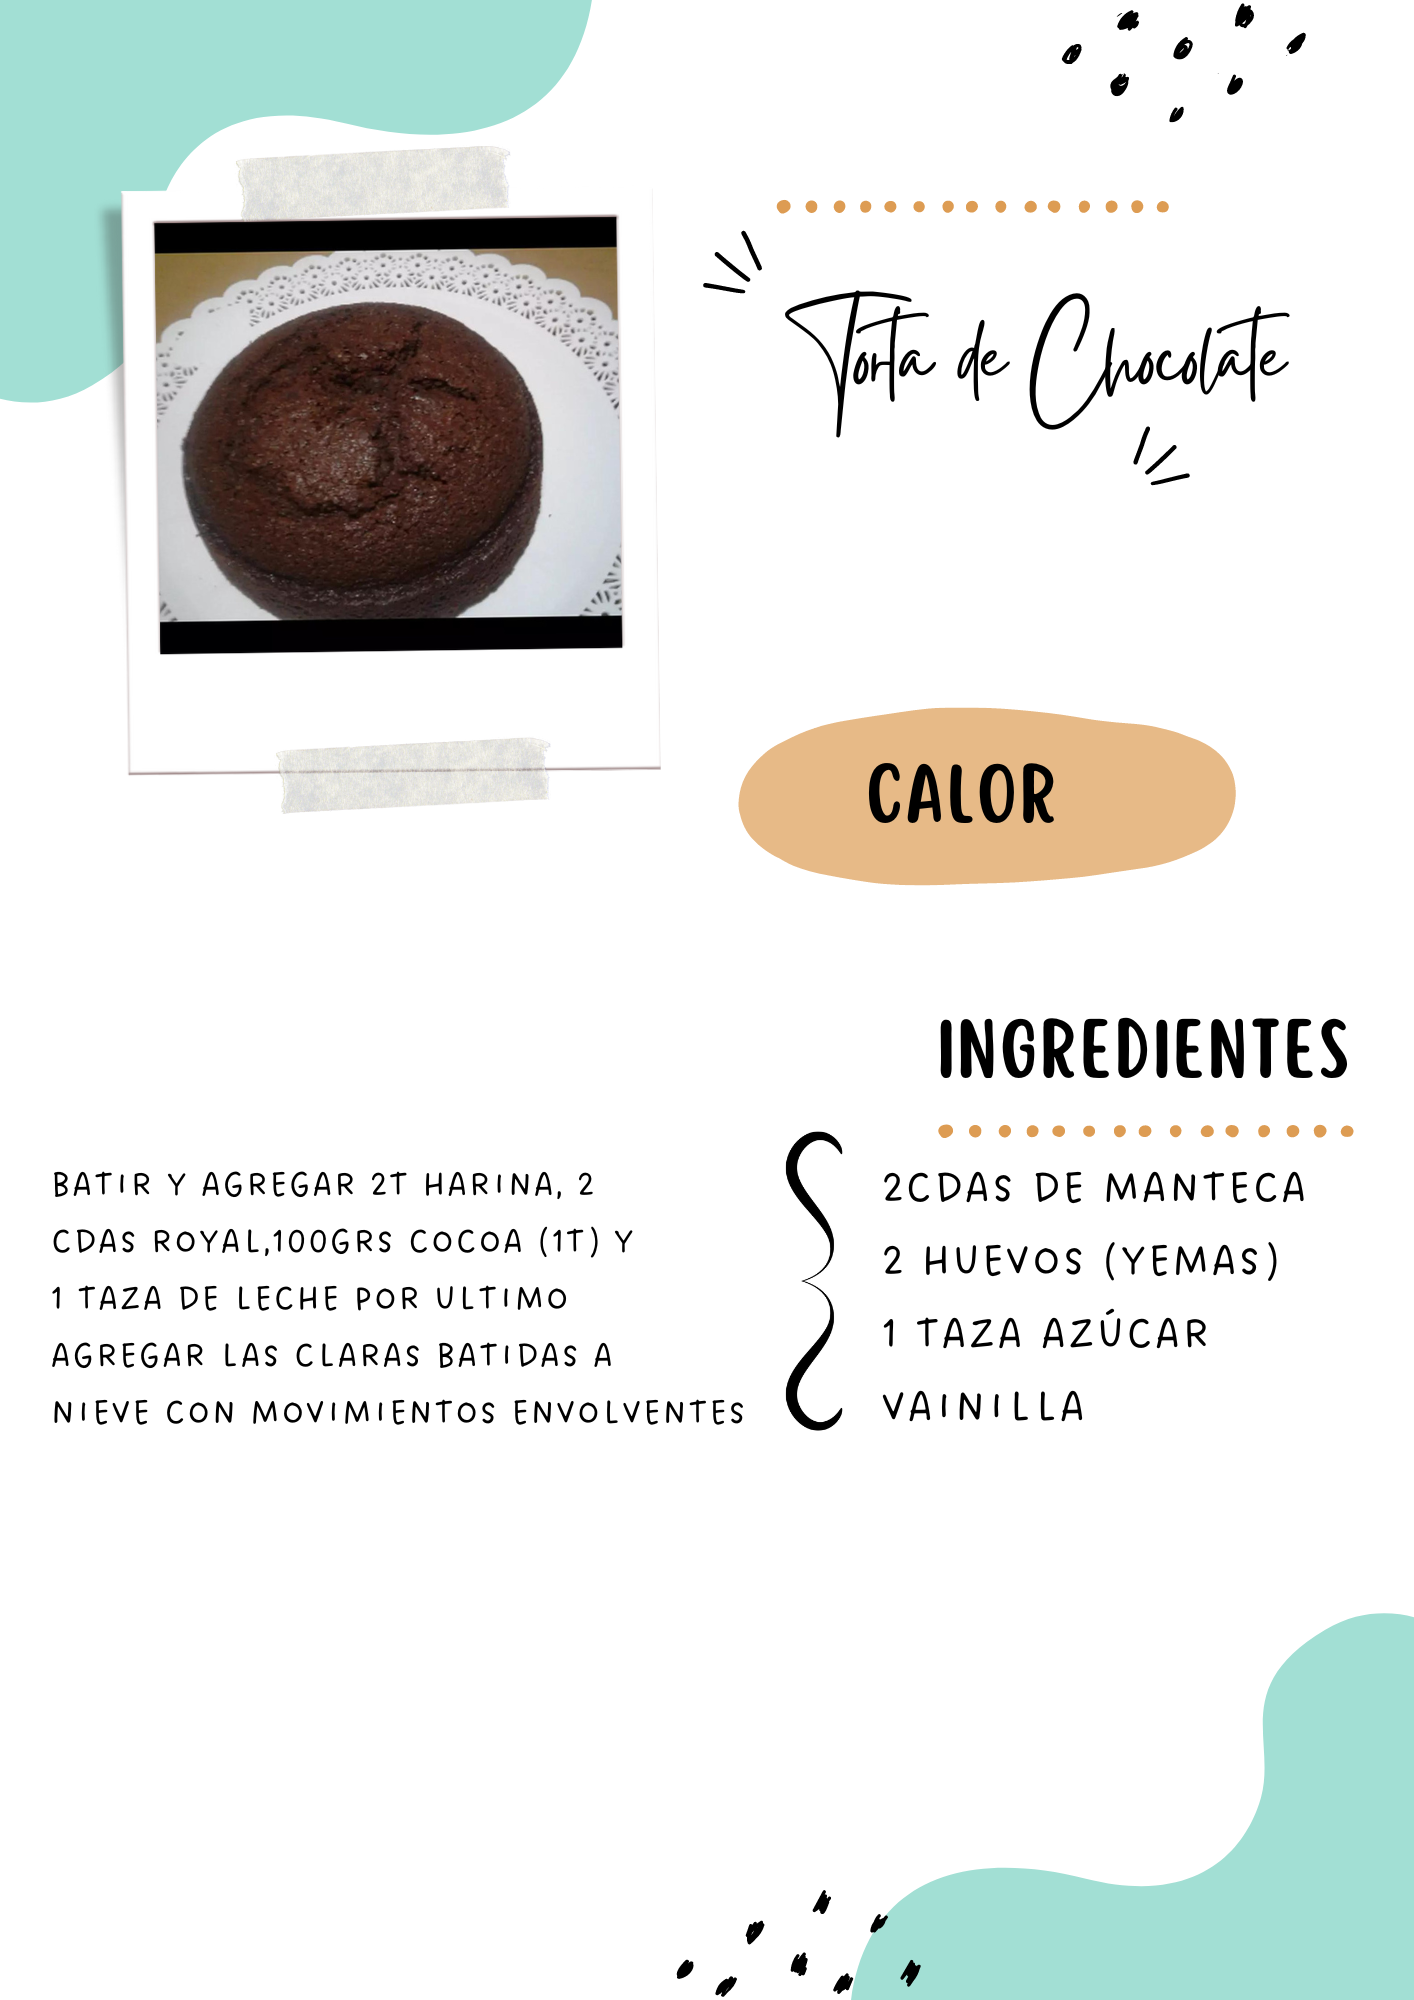 Torta de Chocolate
CALOR
INGREDIENTES
2CDAS DE MANTECA
2 HUEVOS (YEMAS)
1 TAZA AZÚCAR
VAINILLA
BATIR Y AGREGAR 2T HARINA, 2
CDAS ROYAL,100GRS COCOA (1T) Y
1 TAZA DE LECHE POR ULTIMO
AGREGAR LAS CLARAS BATIDAS A
NIEVE CON MOVIMIENTOS ENVOLVENTES